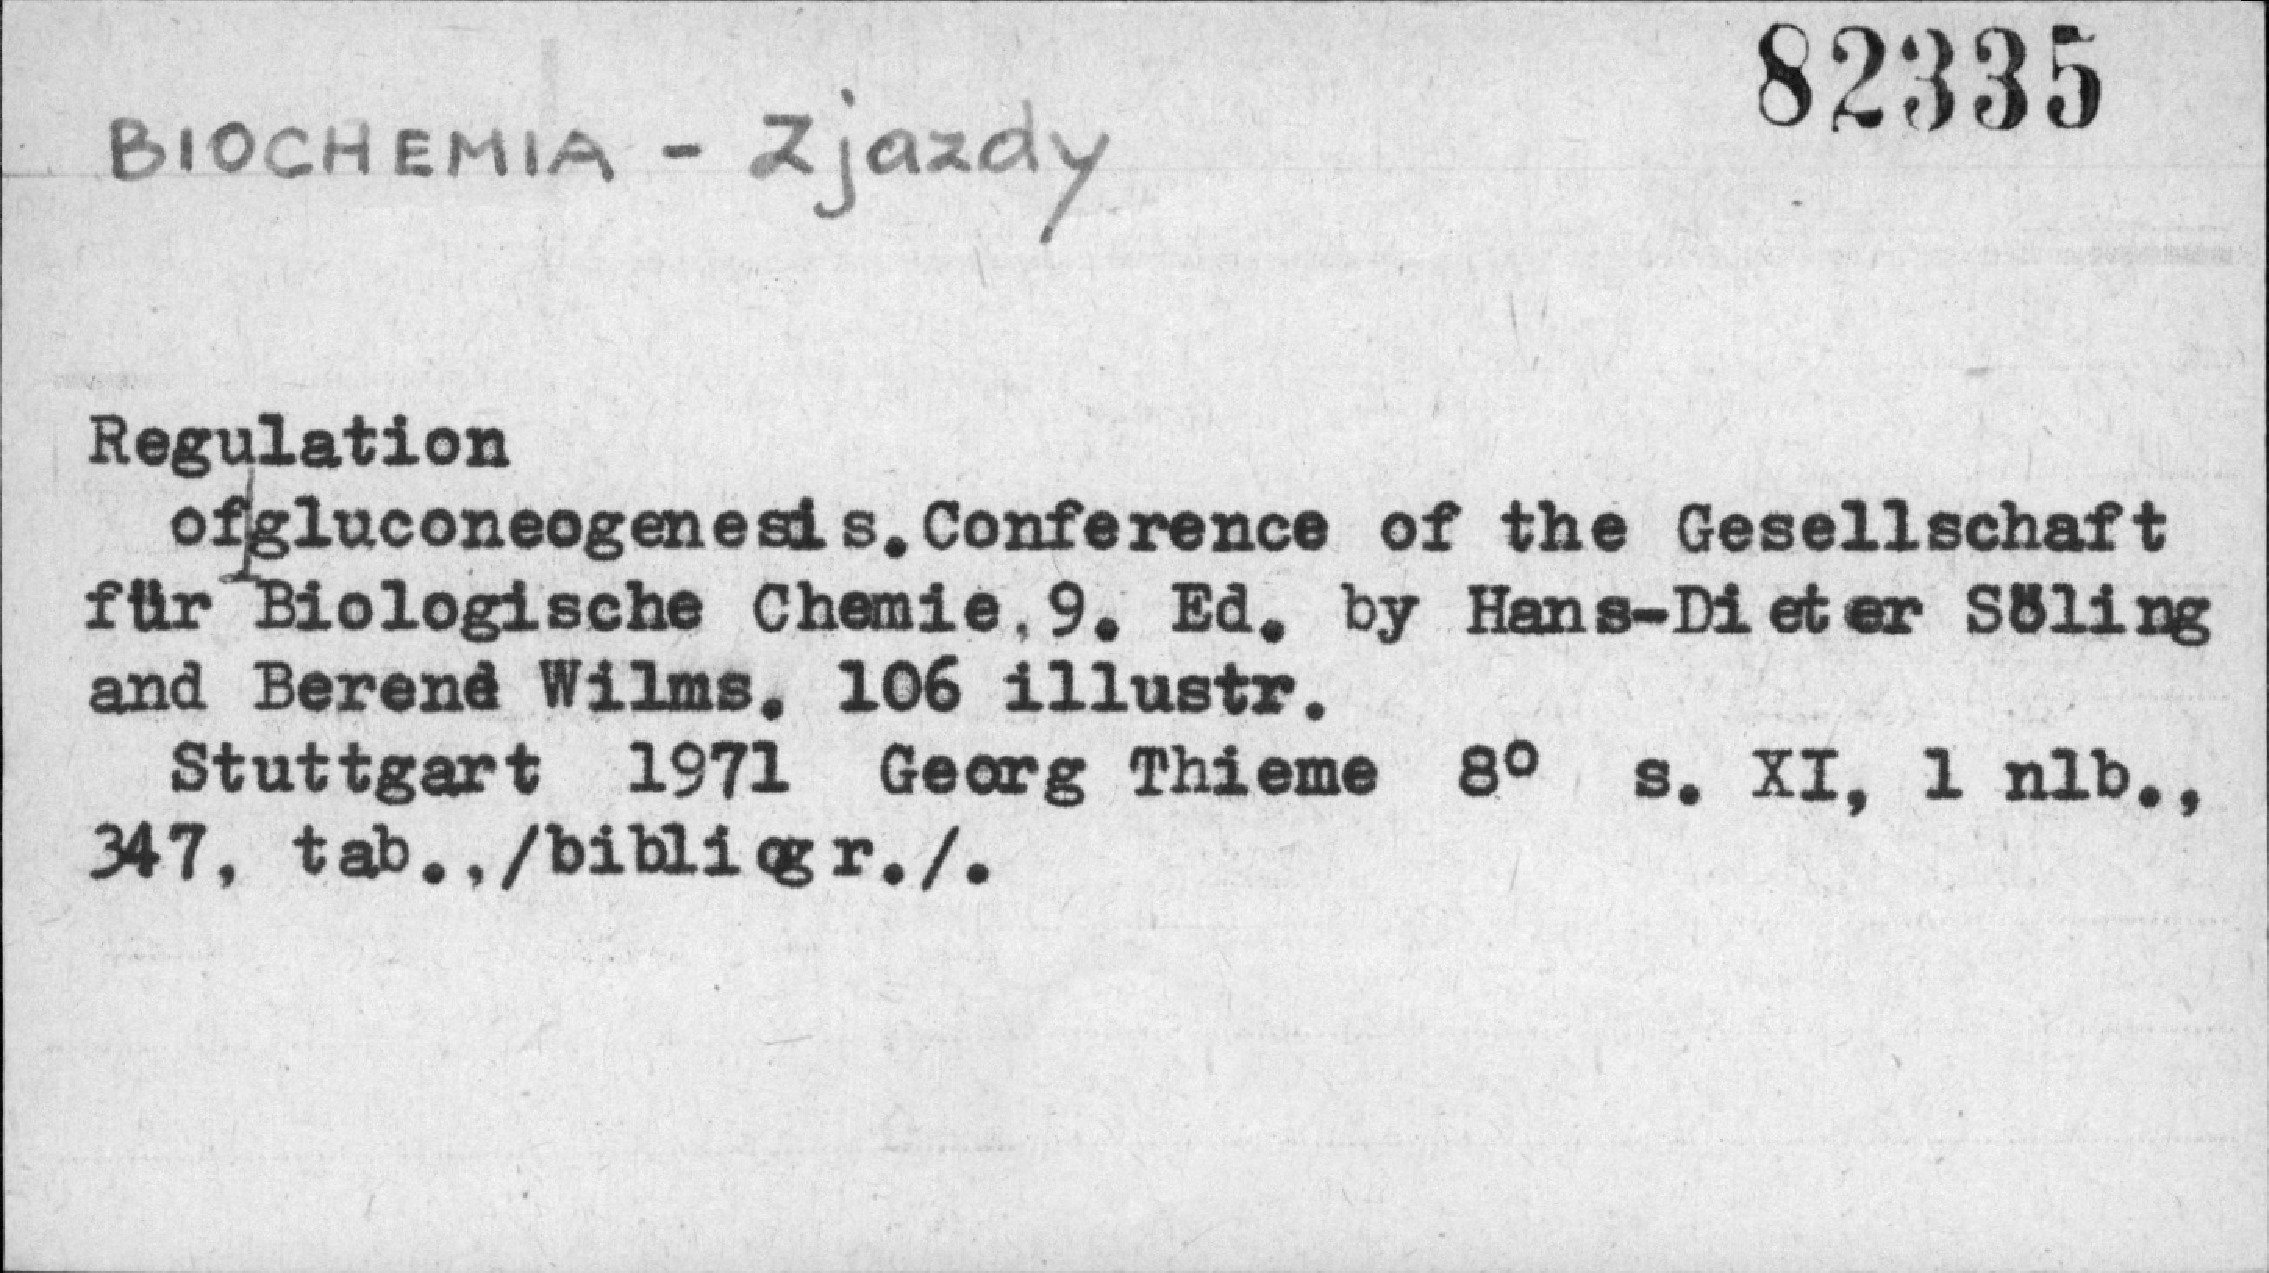 82335
BIOCHEMIA - Zjazdy
Regulation
of gluconeogenesis. Conference of the Gesellschaft
für Biologische Chemie, 9. Ed. by Hans-Dieter Söling
and Berend Wilms. 106 illustr.
Stuttgart 1971 Georg Thieme 8° s. XI, 1 nlb.,
347, tab., /bibliogr./.